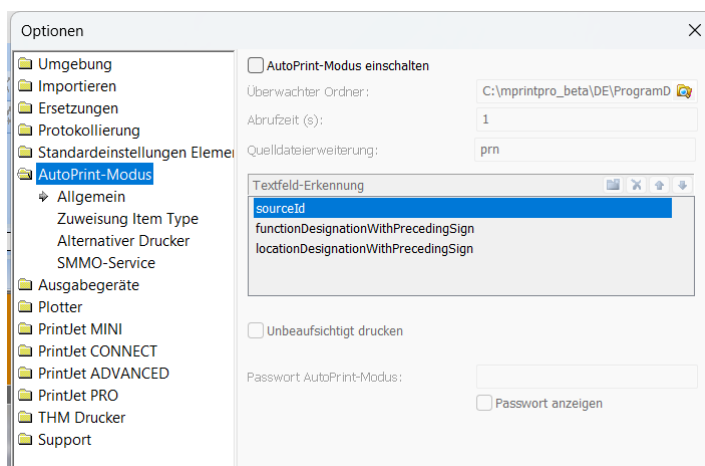 Optionen
Umgebung
Importieren
Ersetzungen
Protokollierung
Standardeinstellungen Elemer
AutoPrint-Modus
Allgemein
Zuweisung Item Type
Alternativer Drucker
SMMO-Service
Ausgabegeräte
Plotter
PrintJet MINI
PrintJet CONNECT
PrintJet ADVANCED
PrintJet PRO
THM Drucker
Support
AutoPrint-Modus einschalten
Überwachter Ordner: C:\mprintpro_beta\DE\ProgramD
Abrufzeit (s): 1
Quelldateierweiterung: prn
Textfeld-Erkennung
sourceId
functionDesignationWithPrecedingSign
locationDesignationWithPrecedingSign
Unbeaufsichtigt drucken
Passwort AutoPrint-Modus:
Passwort anzeigen